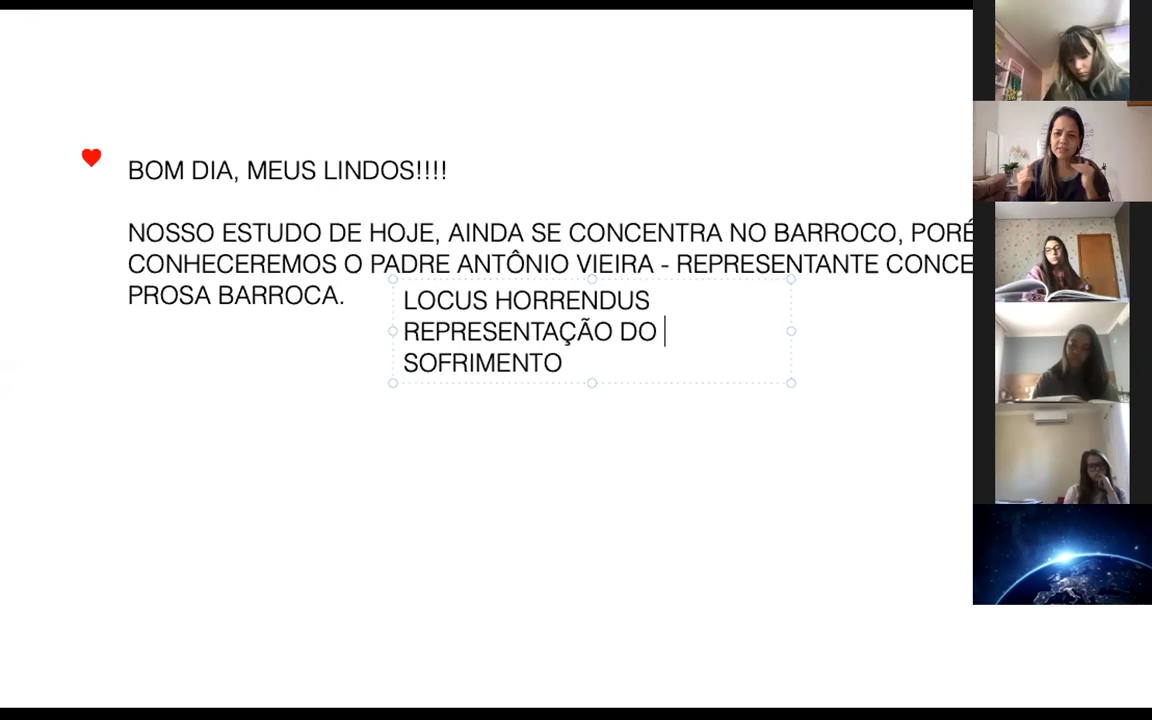 BOM DIA, MEUS LINDOS!!!!
NOSSO ESTUDO DE HOJE, AINDA SE CONCENTRA NO BARROCO, PORÉ
CONHECEREMOS O PADRE ANTÔNIO VIEIRA - REPRESENTANTE CONCE
PROSA BARROCA.
LOCUS HORRENDUS
REPRESENTAÇÃO DO
SOFRIMENTO